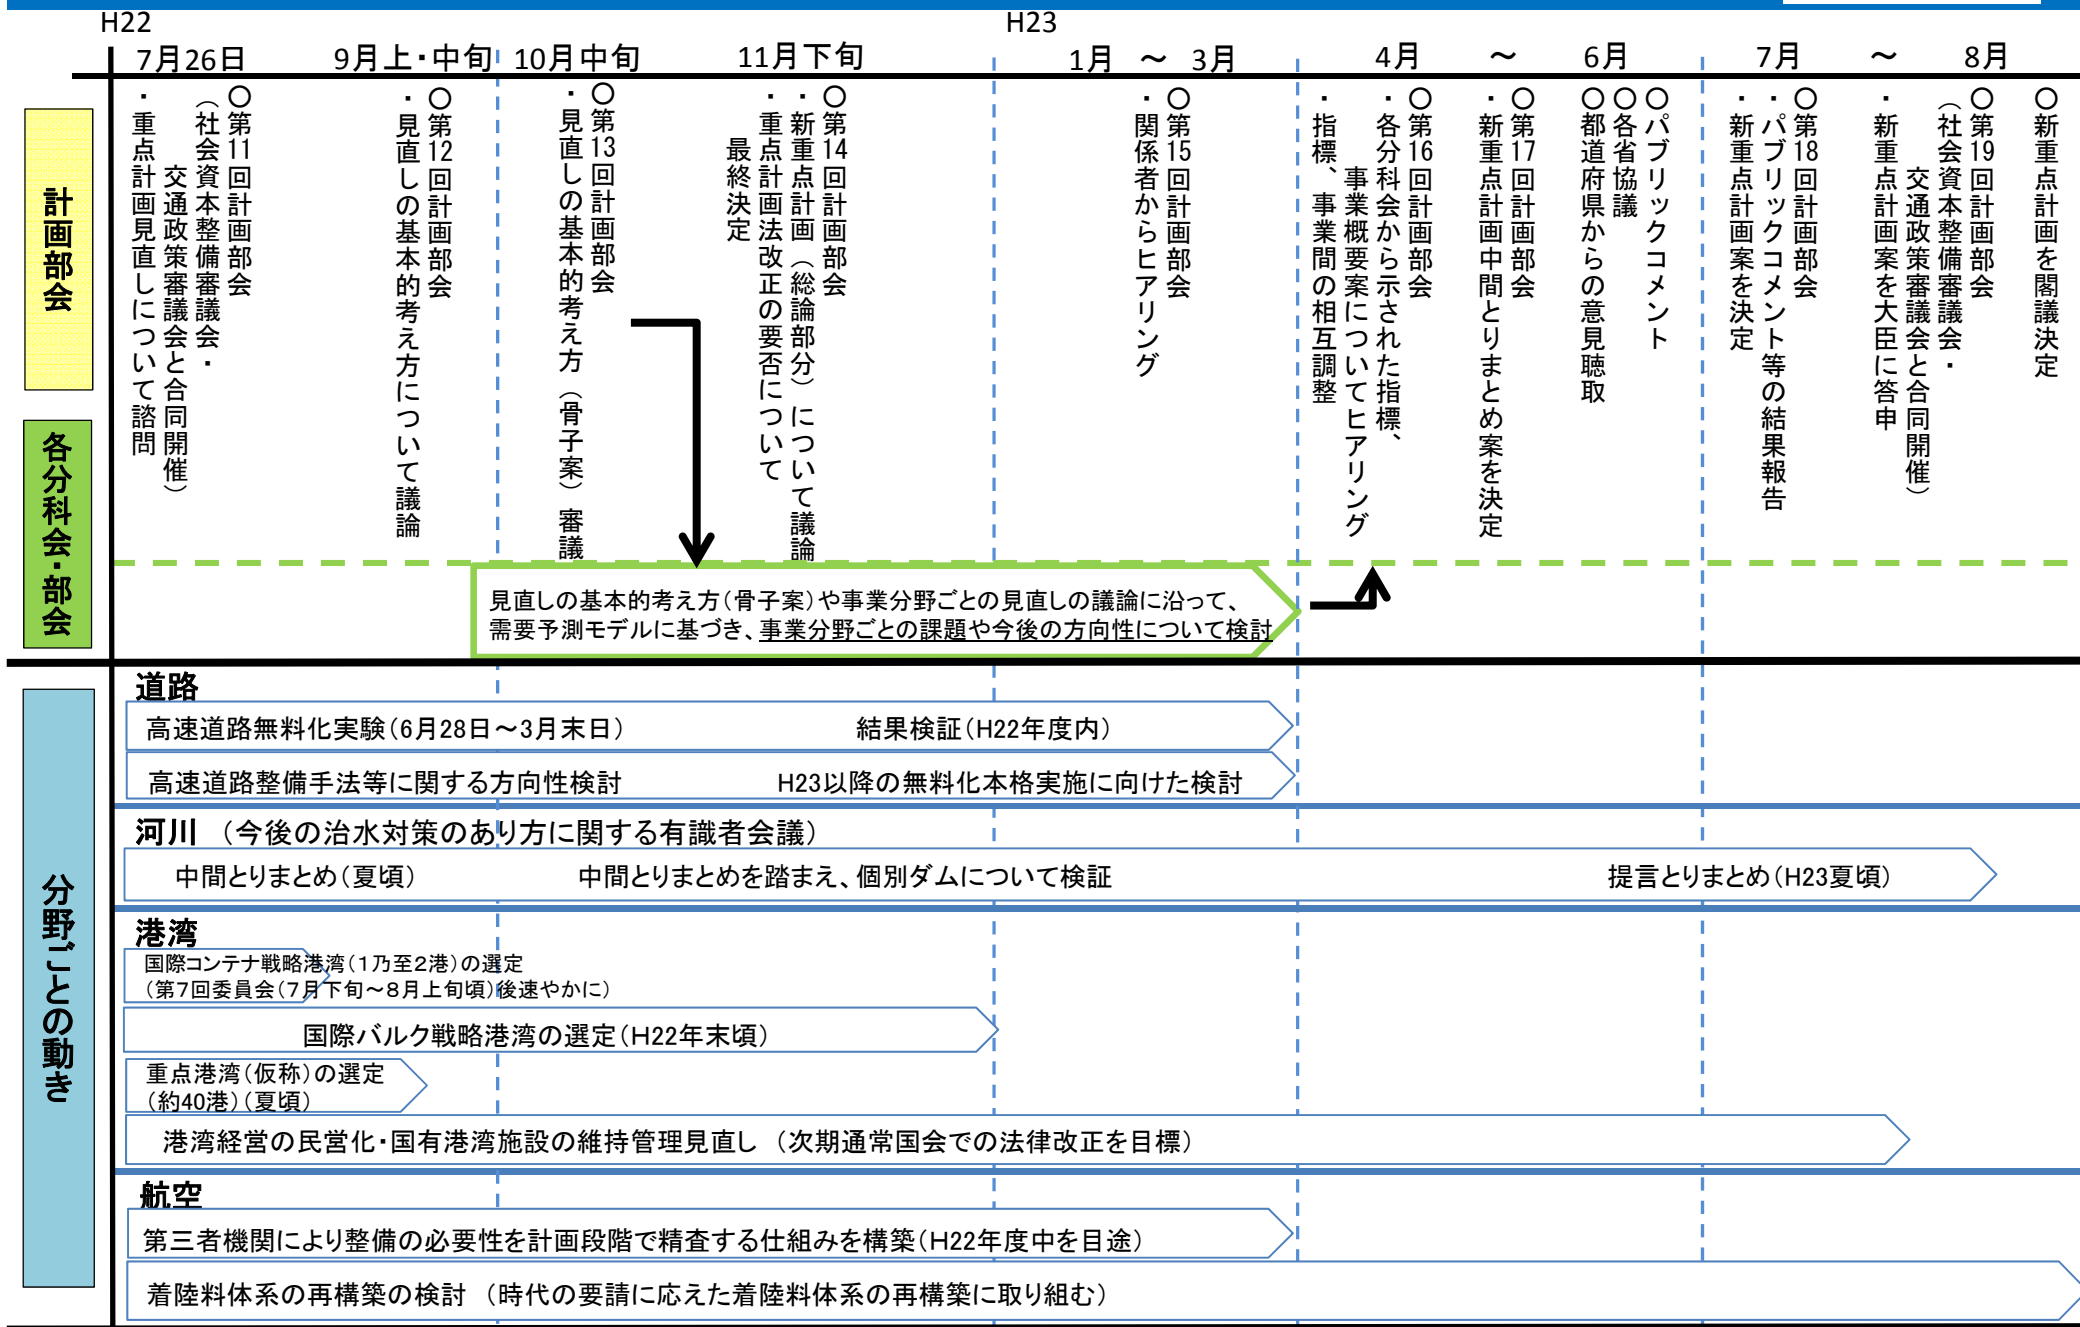 H22
H23
7月26日
9月上・中旬
10月中旬
11月下旬
1月 ～ 3月
4月 ～ 6月
7月 ～ 8月
計画部会
○第11回計画部会
（社会資本整備審議会・
交通政策審議会と合同開催）
・重点計画見直しについて諮問
○第12回計画部会
・見直しの基本的考え方について議論
○第13回計画部会
・見直しの基本的考え方（骨子案）審議
○第14回計画部会
・新重点計画（総論部分）について議論
・重点計画法改正の要否について
最終決定
○第15回計画部会
・関係者からヒアリング
○第16回計画部会
・各分科会から示された指標、
事業概要案についてヒアリング
・指標、事業間の相互調整
○第17回計画部会
・新重点計画中間とりまとめ案を決定
○パブリックコメント
○各省協議
○都道府県からの意見聴取
○第18回計画部会
・パブリックコメント等の結果報告
・新重点計画案を決定
○第19回計画部会
（社会資本整備審議会・
交通政策審議会と合同開催）
・新重点計画案を大臣に答申
○新重点計画を閣議決定
各分科会・部会
見直しの基本的考え方（骨子案）や事業分野ごとの見直しの議論に沿って、
需要予測モデルに基づき、事業分野ごとの課題や今後の方向性について検討
分野ごとの動き
道路
高速道路無料化実験（6月28日～3月末日） 結果検証（H22年度内）
高速道路整備手法等に関する方向性検討 H23以降の無料化本格実施に向けた検討
河川 （今後の治水対策のあり方に関する有識者会議）
中間とりまとめ（夏頃） 中間とりまとめを踏まえ、個別ダムについて検証 提言とりまとめ（H23夏頃）
港湾
国際コンテナ戦略港湾（１乃至２港）の選定
（第７回委員会（７月下旬～８月上旬頃）後速やかに）
国際バルク戦略港湾の選定（H22年末頃）
重点港湾（仮称）の選定
（約40港）（夏頃）
港湾経営の民営化・国有港湾施設の維持管理見直し （次期通常国会での法律改正を目標）
航空
第三者機関により整備の必要性を計画段階で精査する仕組みを構築（H22年度中を目途）
着陸料体系の再構築の検討 （時代の要請に応えた着陸料体系の再構築に取り組む）